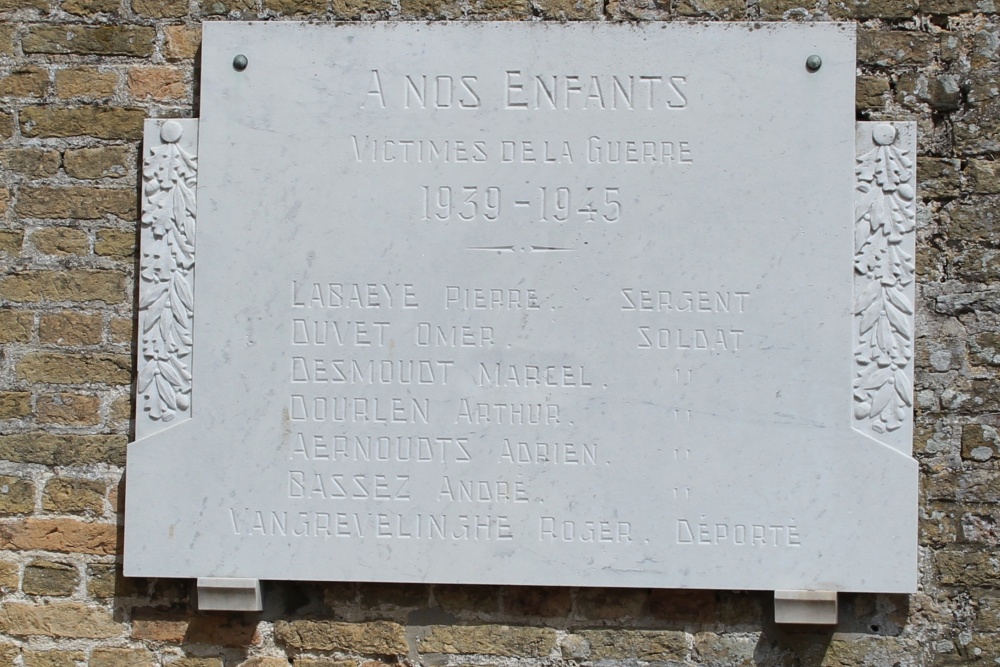 A NOS ENFANTS
VICTIMES DE LA GUERRE
1939-1945
LABAEYE PIERRE. SERGENT
DUVET OMER. SOLDAT
DESMOUDT MARCEL. "
DOURLEN ARTHUR. "
AERNOUDTS ADRIEN. "
BASSEZ ANDRÉ. "
VANGREVELINGHE ROGER. DÉPORTÉ